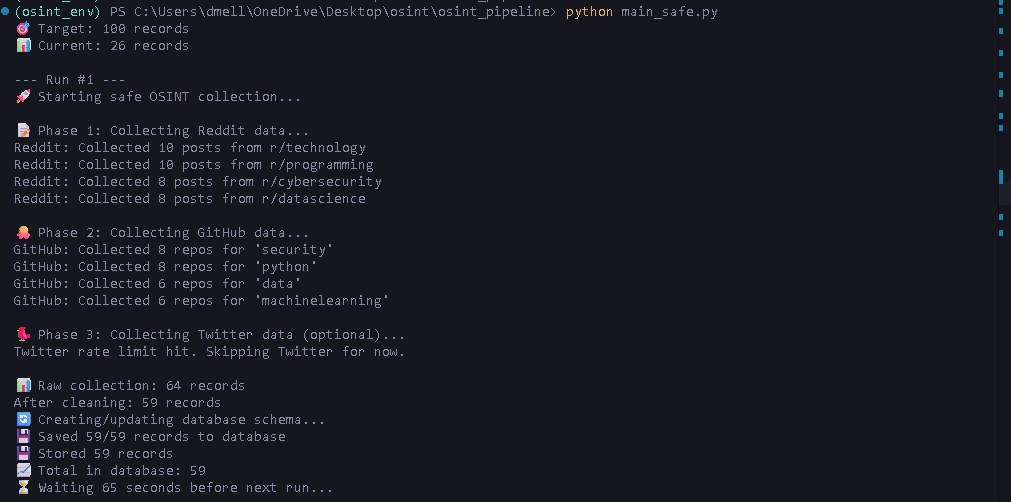 (osint_env) PS C:\Users\dmell\OneDrive\Desktop\osint\osint_pipeline> python main_safe.py
🎯 Target: 100 records
📊 Current: 26 records
--- Run #1 ---
🚀 Starting safe OSINT collection...
📝 Phase 1: Collecting Reddit data...
Reddit: Collected 10 posts from r/technology
Reddit: Collected 10 posts from r/programming
Reddit: Collected 8 posts from r/cybersecurity
Reddit: Collected 8 posts from r/datascience
🐙 Phase 2: Collecting GitHub data...
GitHub: Collected 8 repos for 'security'
GitHub: Collected 8 repos for 'python'
GitHub: Collected 6 repos for 'data'
GitHub: Collected 6 repos for 'machinelearning'
🐦 Phase 3: Collecting Twitter data (optional)...
Twitter rate limit hit. Skipping Twitter for now.
📊 Raw collection: 64 records
After cleaning: 59 records
🔄 Creating/updating database schema...
💾 Saved 59/59 records to database
💾 Stored 59 records
📈 Total in database: 59
⏳ Waiting 65 seconds before next run...